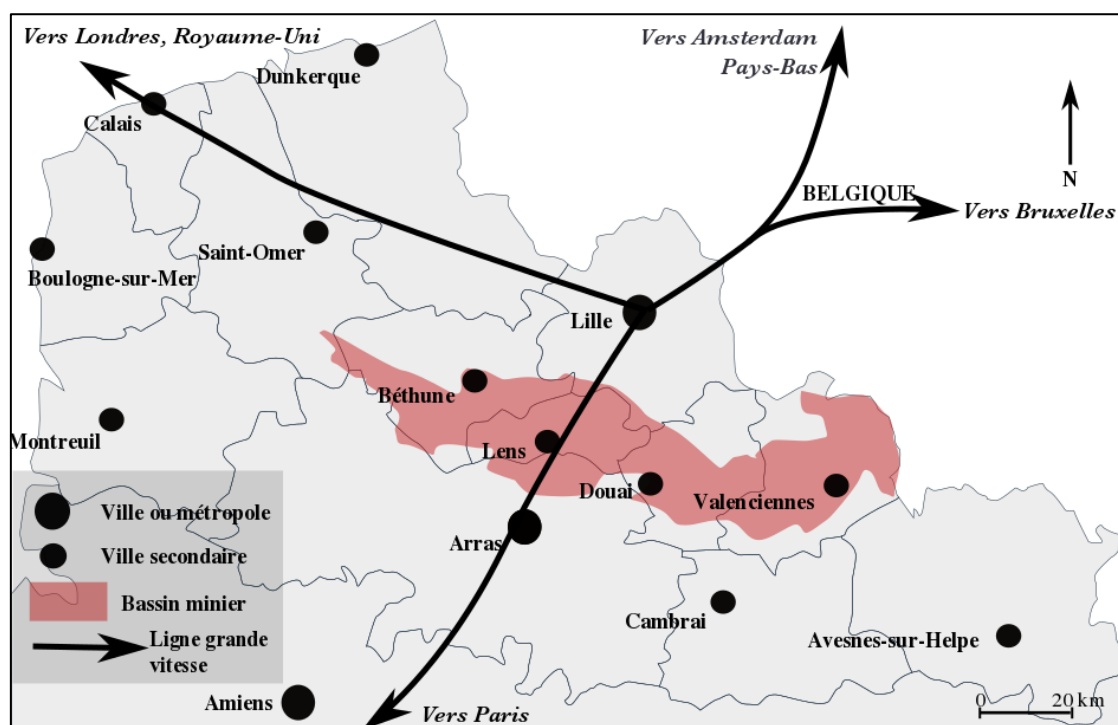 Vers Londres, Royaume-Uni
Vers Amsterdam
Pays-Bas
Dunkerque
Calais
N
BELGIQUE
Vers Bruxelles
Saint-Omer
Boulogne-sur-Mer
Lille
Béthune
Montreuil
Lens
Douai
Valenciennes
Arras
Cambrai
Avesnes-sur-Helpe
Amiens
Vers Paris
Ville ou métropole
Ville secondaire
Bassin minier
Ligne grande
vitesse
0 20 km